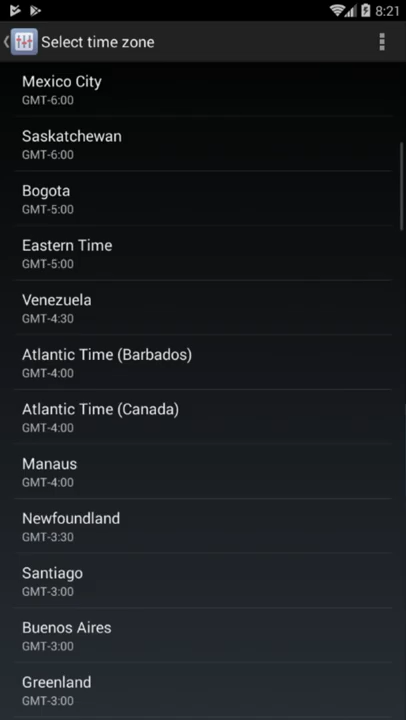 8:21
Select time zone
Mexico City
GMT-6:00
Saskatchewan
GMT-6:00
Bogota
GMT-5:00
Eastern Time
GMT-5:00
Venezuela
GMT-4:30
Atlantic Time (Barbados)
GMT-4:00
Atlantic Time (Canada)
GMT-4:00
Manaus
GMT-4:00
Newfoundland
GMT-3:30
Santiago
GMT-3:00
Buenos Aires
GMT-3:00
Greenland
GMT-3:00